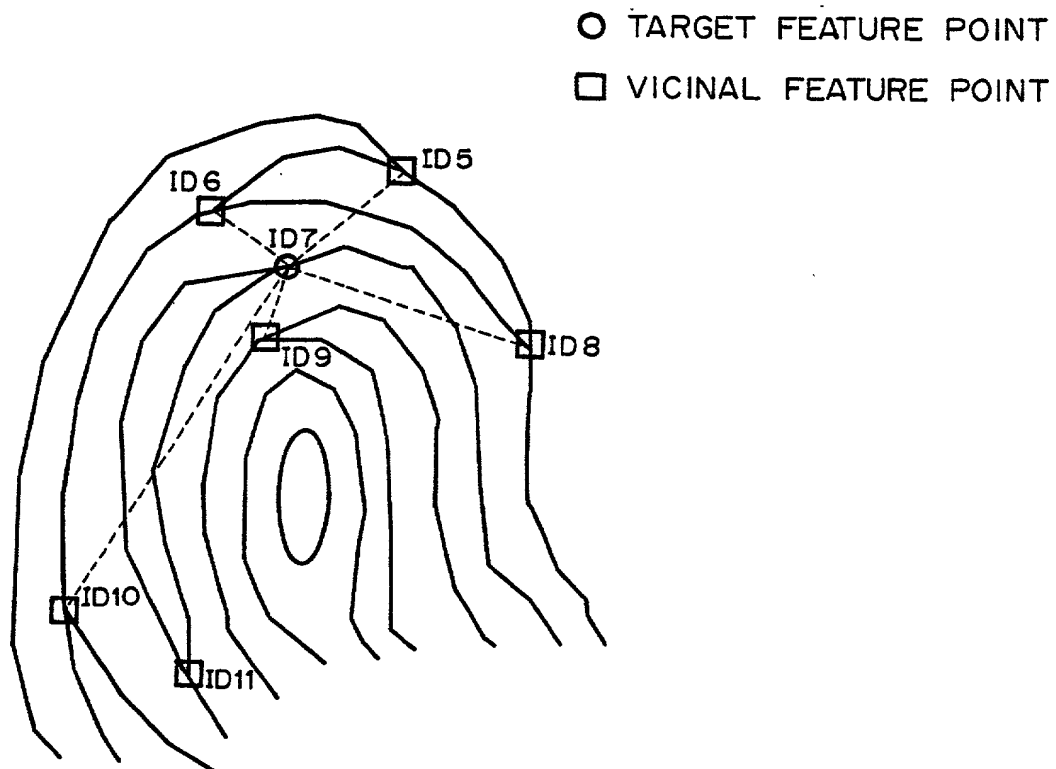 TARGET FEATURE POINT
VICINAL FEATURE POINT
ID5
ID6
ID7
ID8
ID9
ID10
ID11